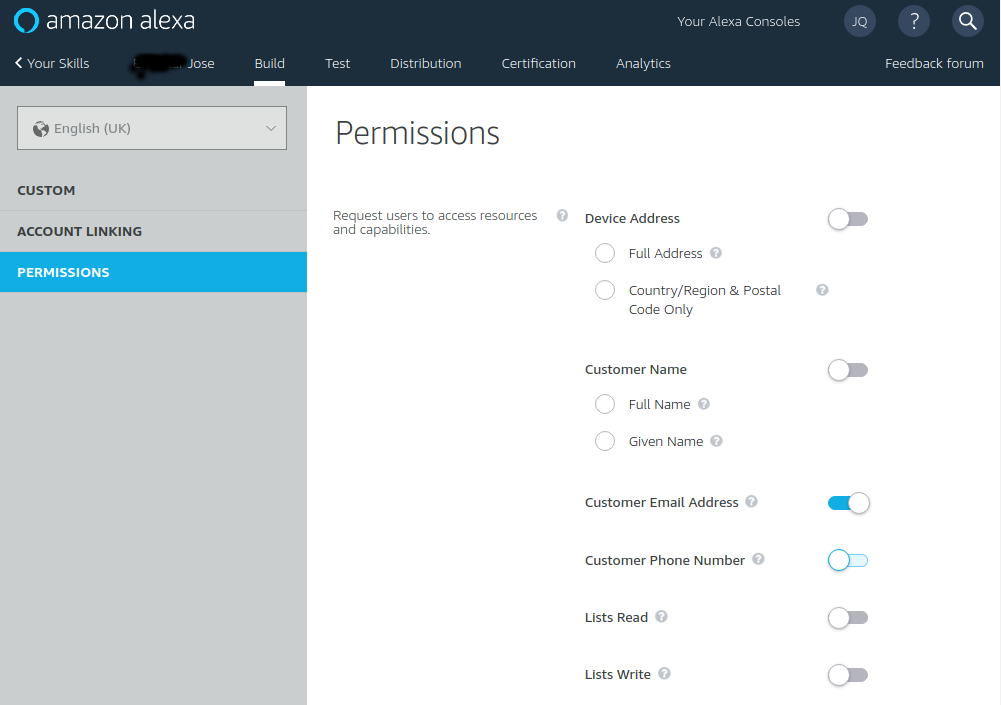 amazon alexa
Your Alexa Consoles
JQ
?
Your Skills
Jose
Build
Test
Distribution
Certification
Analytics
Feedback forum
English (UK)
CUSTOM
ACCOUNT LINKING
PERMISSIONS
Permissions
Request users to access resources
and capabilities.
?
Device Address
Full Address ?
Country/Region & Postal ?
Code Only
Customer Name
Full Name ?
Given Name ?
Customer Email Address ?
Customer Phone Number ?
Lists Read ?
Lists Write ?